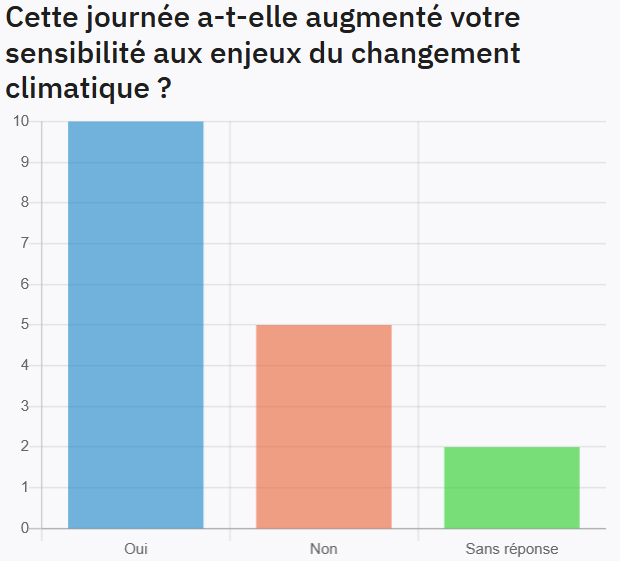 Cette journée a-t-elle augmenté votre
sensibilité aux enjeux du changement
climatique ?
10
9
8
7
6
5
4
3
2
1
0
Oui Non Sans réponse